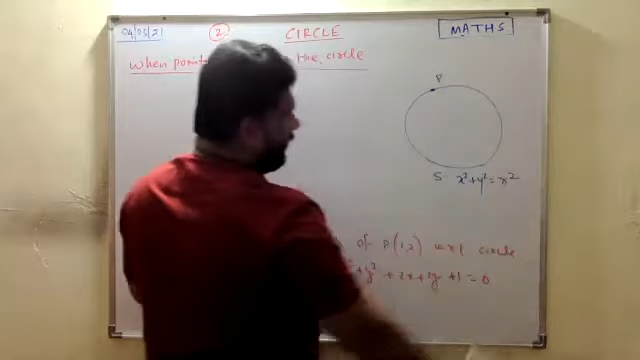 04/03/21
2
CIRCLE
MATHS
when point the circle
P
S x²+y²=r²
of P(1,2) w.r.t circle
+y²+2x+2y+1=0